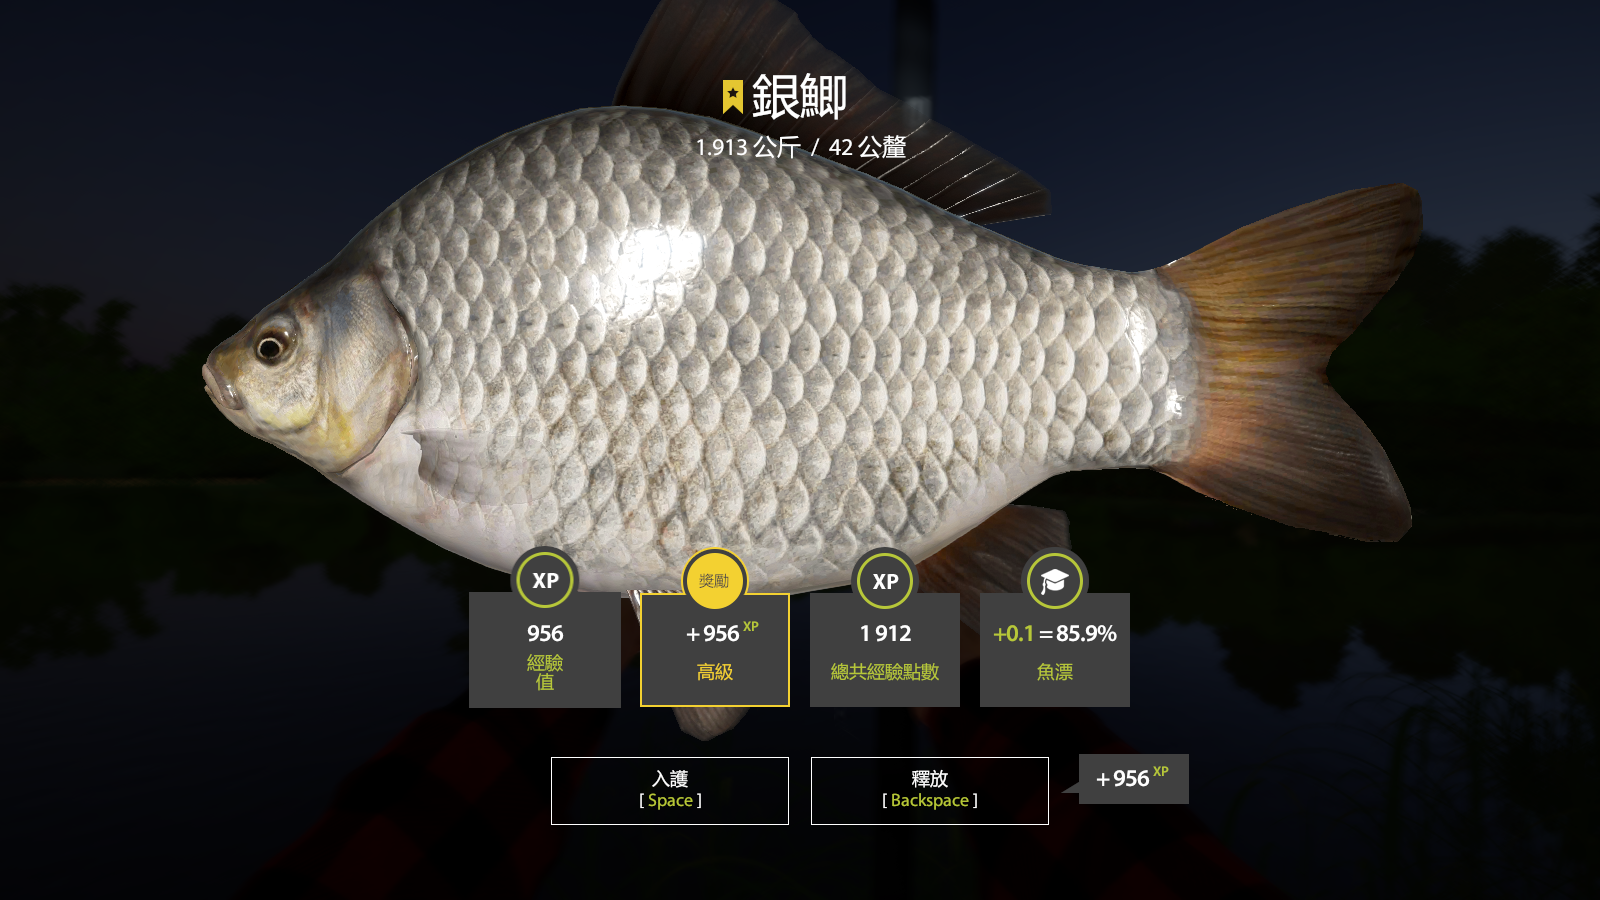 銀鯽
1.913 公斤 / 42 公釐
XP
獎勵
XP
956
經驗
值
+956 XP
高級
1 912
總共經驗點數
+0.1 = 85.9%
魚漂
入護
[ Space ]
釋放
[ Backspace ]
+956 XP